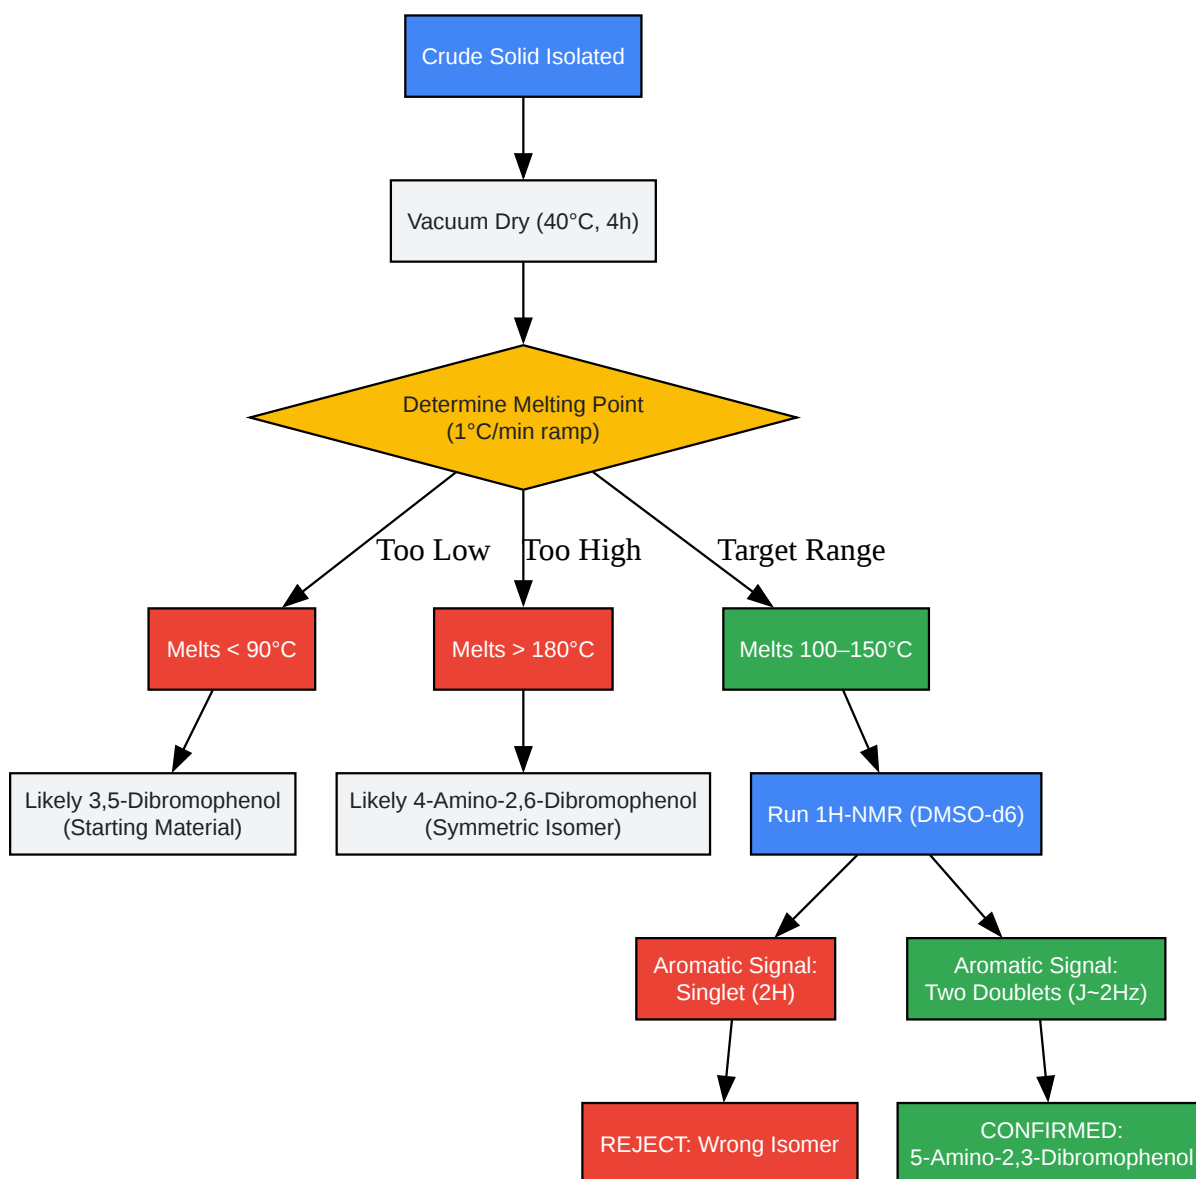 Crude Solid Isolated
Vacuum Dry (40°C, 4h)
Determine Melting Point
(1°C/min ramp)
Too Low
Too High
Target Range
Melts < 90°C
Melts > 180°C
Melts 100–150°C
Likely 3,5-Dibromophenol
(Starting Material)
Likely 4-Amino-2,6-Dibromophenol
(Symmetric Isomer)
Run 1H-NMR (DMSO-d6)
Aromatic Signal:
Singlet (2H)
Aromatic Signal:
Two Doublets (J~2Hz)
REJECT: Wrong Isomer
CONFIRMED:
5-Amino-2,3-Dibromophenol